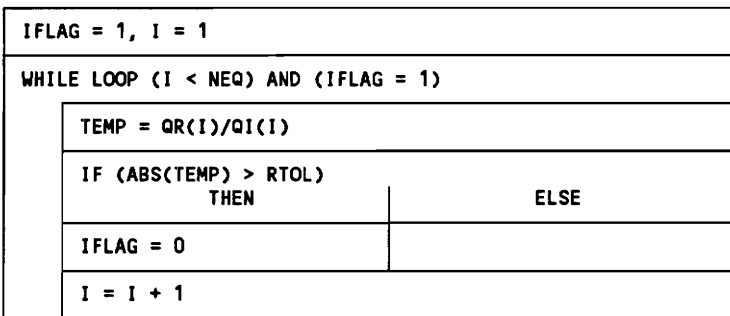 IFLAG = 1, I = 1
WHILE LOOP (I < NEQ) AND (IFLAG = 1)
TEMP = QR(I)/QI(I)
IF (ABS(TEMP) > RTOL)
THEN ELSE
IFLAG = 0
I = I + 1